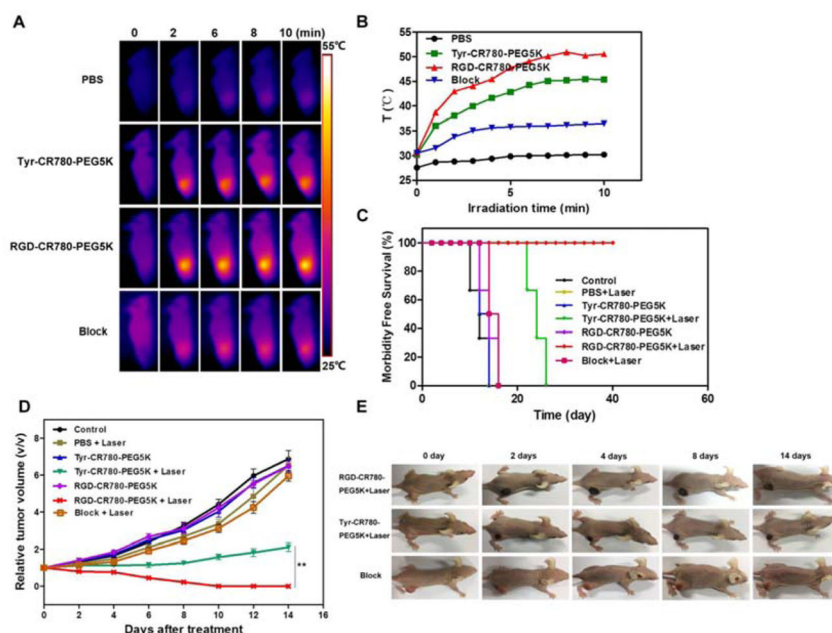 A
0 2 6 8 10 (min)
PBS
Tyr-CR780-PEG5K
RGD-CR780-PEG5K
Block
55℃
25℃
B
T (℃)
55
50
45
40
35
30
25
0 5 10
Irradiation time (min)
PBS
Tyr-CR780-PEG5K
RGD-CR780-PEG5K
Block
C
Morbidity Free Survival (%)
100
80
60
40
20
0
0 20 40 60
Time (day)
Control
PBS+Laser
Tyr-CR780-PEG5K
Tyr-CR780-PEG5K+Laser
RGD-CR780-PEG5K
RGD-CR780-PEG5K+Laser
Block+Laser
D
Relative tumor volume (v/v)
8
6
4
2
0
0 2 4 6 8 10 12 14 16
Days after treatment
Control
PBS + Laser
Tyr-CR780-PEG5K
Tyr-CR780-PEG5K + Laser
RGD-CR780-PEG5K
RGD-CR780-PEG5K + Laser
Block + Laser
**
E
0 day 2 days 4 days 8 days 14 days
RGD-CR780-
PEG5K+Laser
Tyr-CR780-
PEG5K+Laser
Block